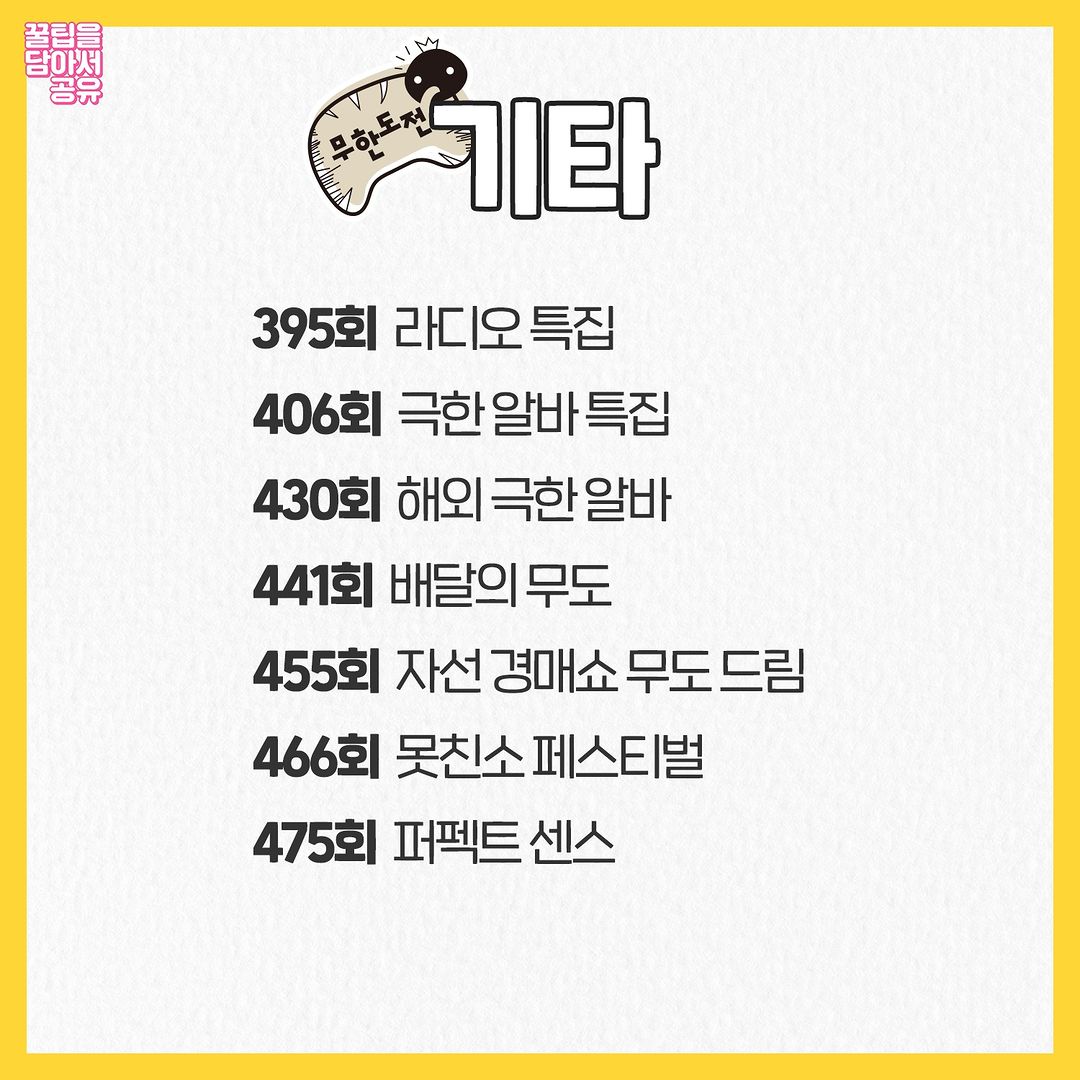 꿀팁을
담아서
공유
무한도전
기타
395회 라디오 특집
406회 극한 알바 특집
430회 해외 극한 알바
441회 배달의 무도
455회 자선 경매쇼 무도 드림
466회 못친소 페스티벌
475회 퍼펙트 센스